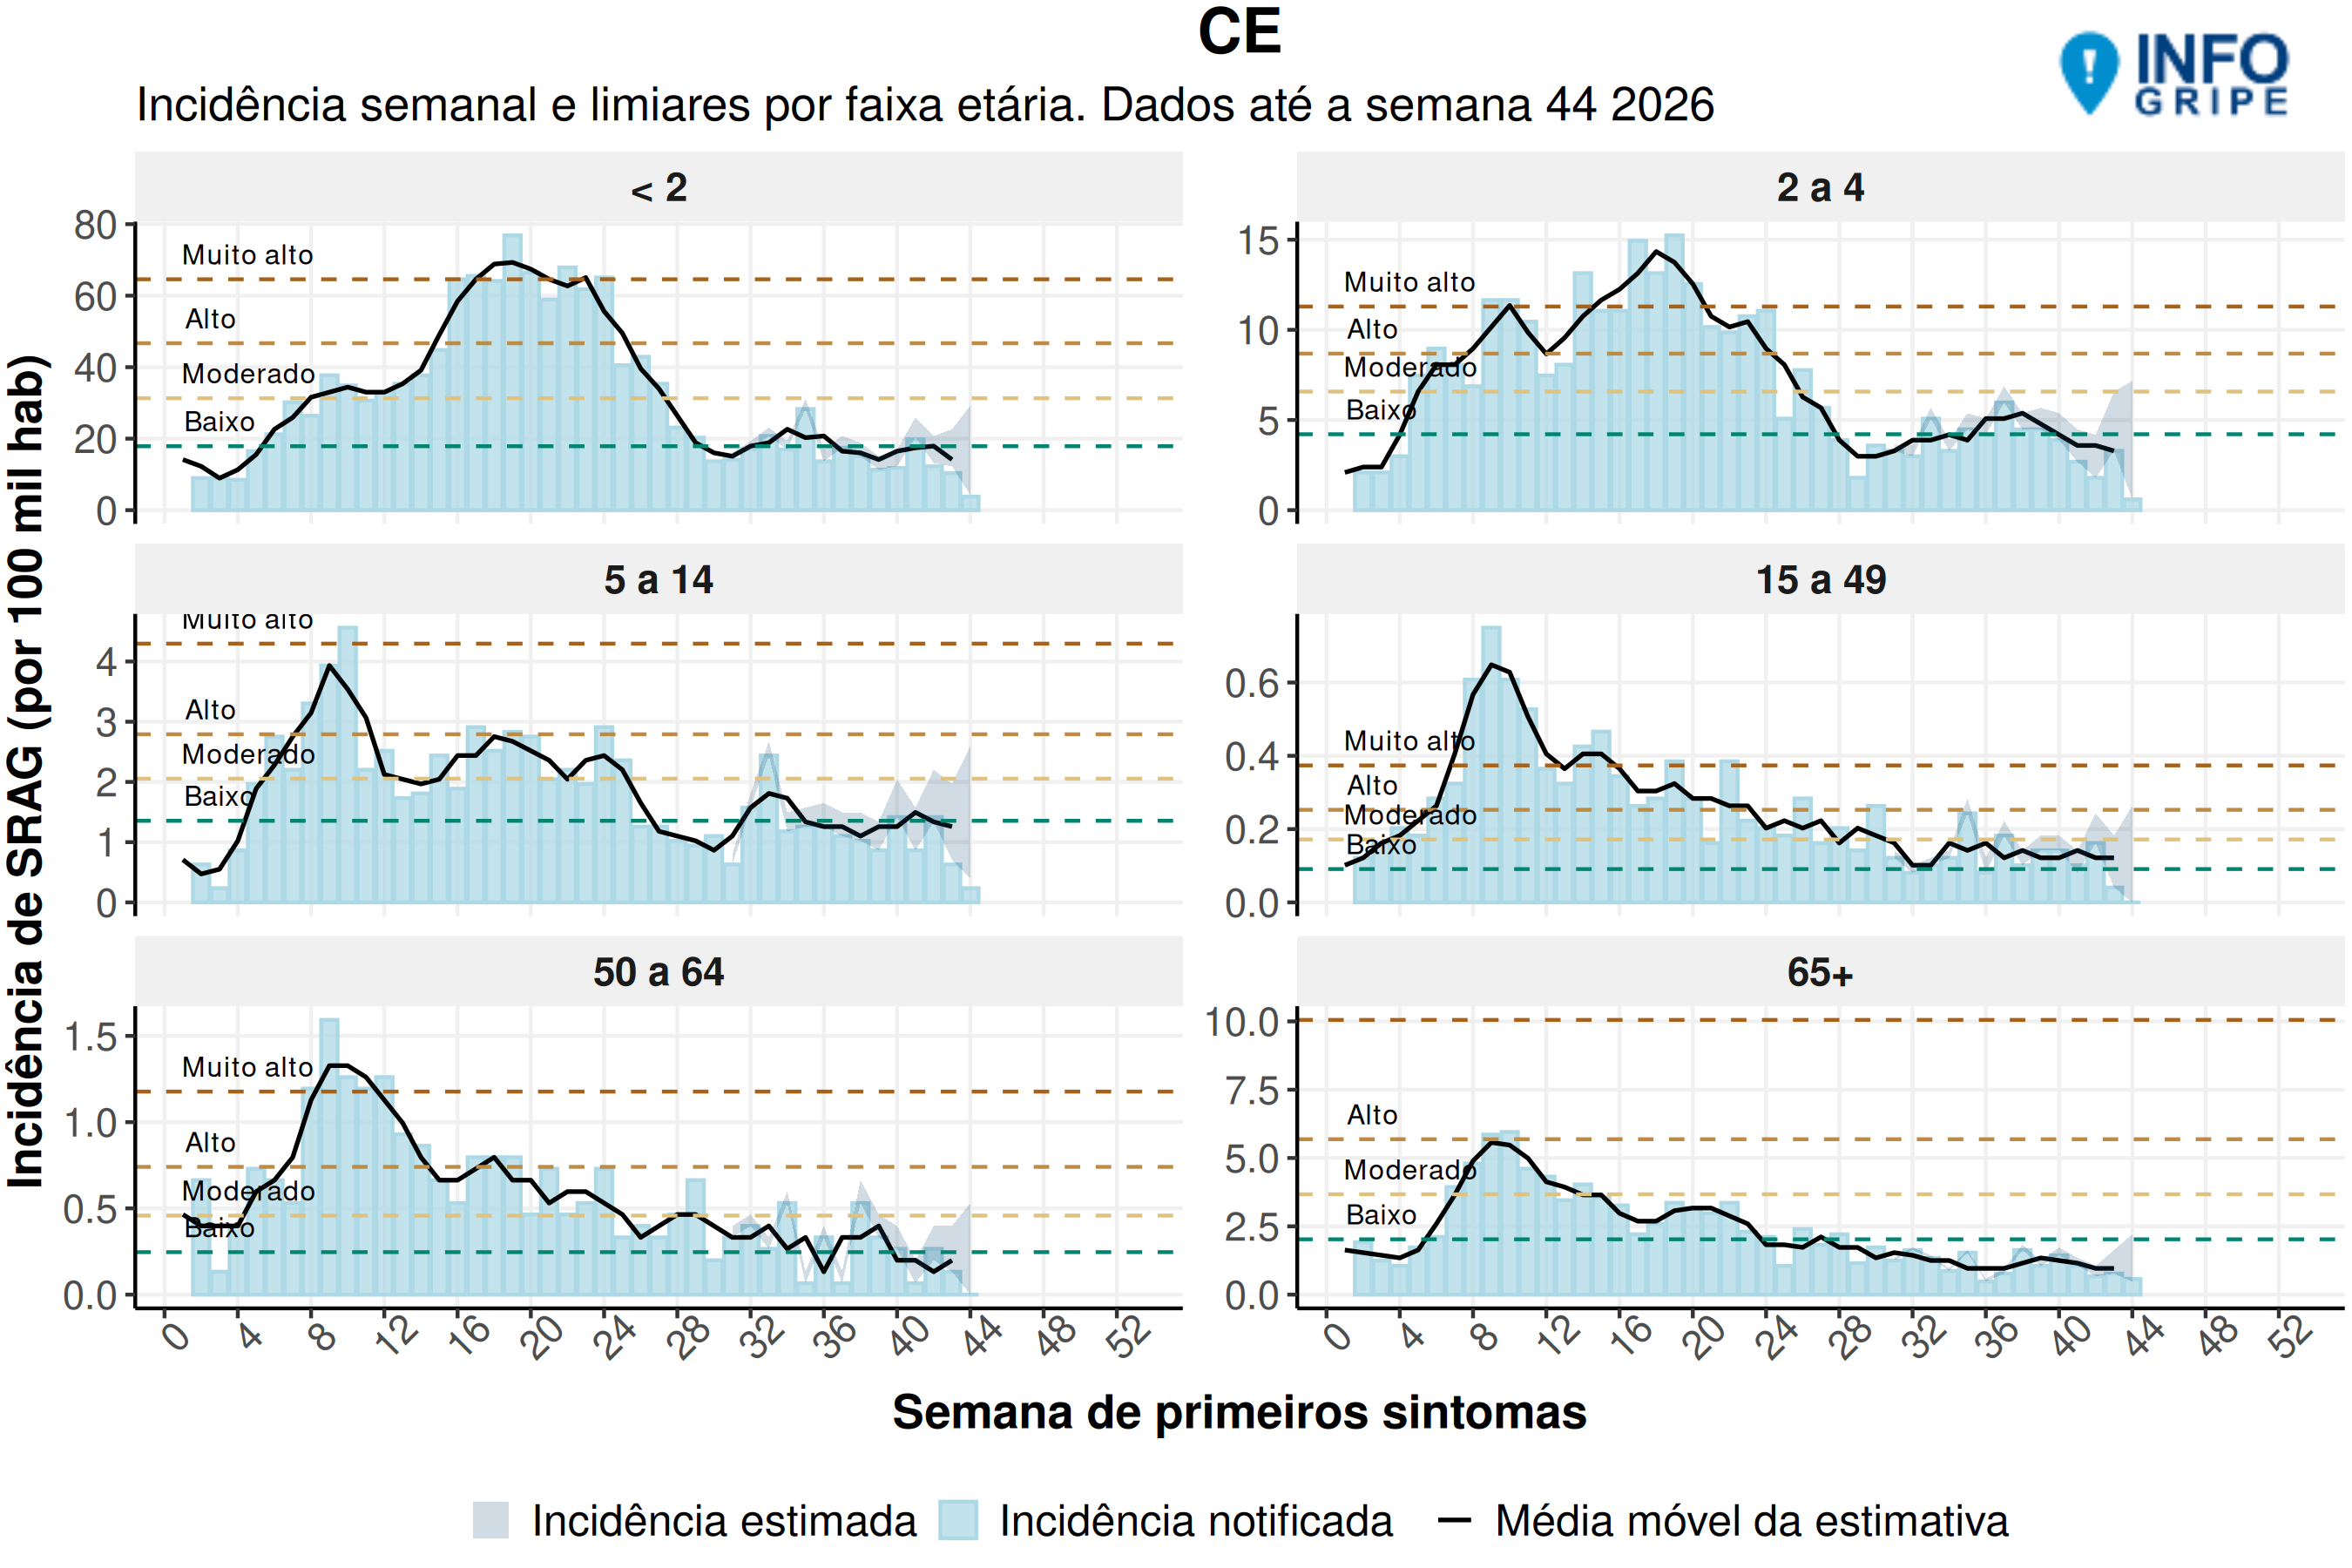 CE
INFO
GRIPE
Incidência semanal e limiares por faixa etária. Dados até a semana 44 2026
Incidência de SRAG (por 100 mil hab)
< 2
80
60
40
20
0
Muito alto
Alto
Moderado
Baixo
2 a 4
15
10
5
0
Muito alto
Alto
Moderado
Baixo
5 a 14
4
3
2
1
0
Muito alto
Alto
Moderado
Baixo
15 a 49
0.6
0.4
0.2
0.0
Muito alto
Alto
Moderado
Baixo
50 a 64
1.5
1.0
0.5
0.0
Muito alto
Alto
Moderado
Baixo
0 4 8 12 16 20 24 28 32 36 40 44 48 52
65+
10.0
7.5
5.0
2.5
0.0
Alto
Moderado
Baixo
0 4 8 12 16 20 24 28 32 36 40 44 48 52
Semana de primeiros sintomas
Incidência estimada Incidência notificada Média móvel da estimativa